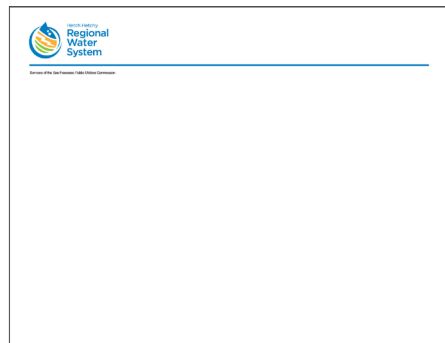 Hetch Hetchy
Regional
Water
System
Services of the San Francisco Public Utilities Commission